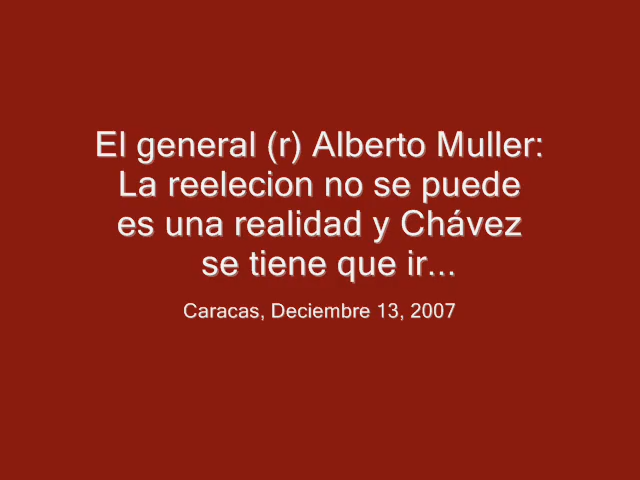 El general (r) Alberto Muller:
La reelecion no se puede
es una realidad y Chávez
se tiene que ir...
Caracas, Deciembre 13, 2007